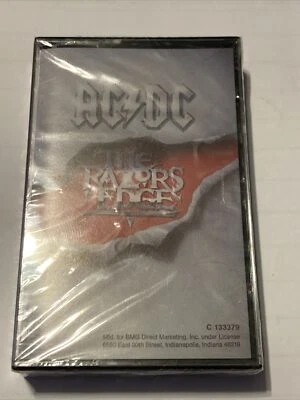 AC⚡DC
THE
RAZORS
EDGE
C 133379
Mfd. for BMG Direct Marketing, Inc. under License
6550 East 30th Street, Indianapolis, Indiana 46219